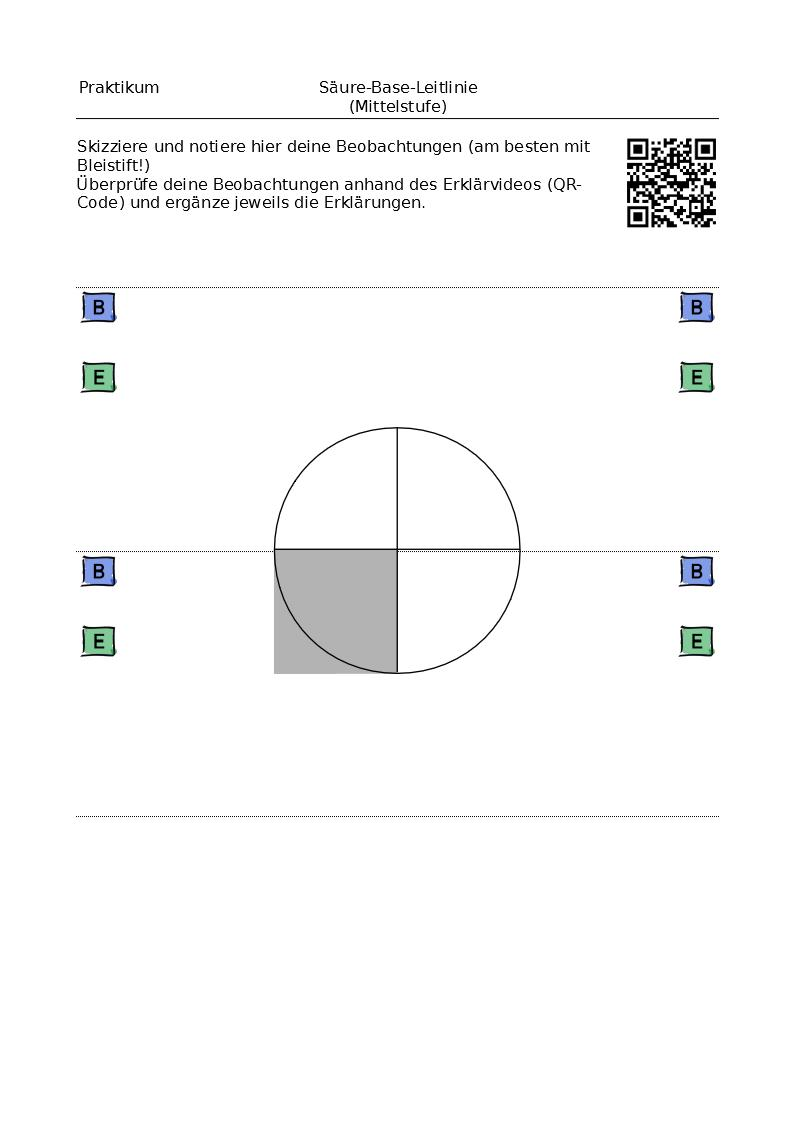 Praktikum
Säure-Base-Leitlinie
(Mittelstufe)
Skizziere und notiere hier deine Beobachtungen (am besten mit
Bleistift!)
Überprüfe deine Beobachtungen anhand des Erklärvideos (QR-
Code) und ergänze jeweils die Erklärungen.
B B
E E
B B
E E